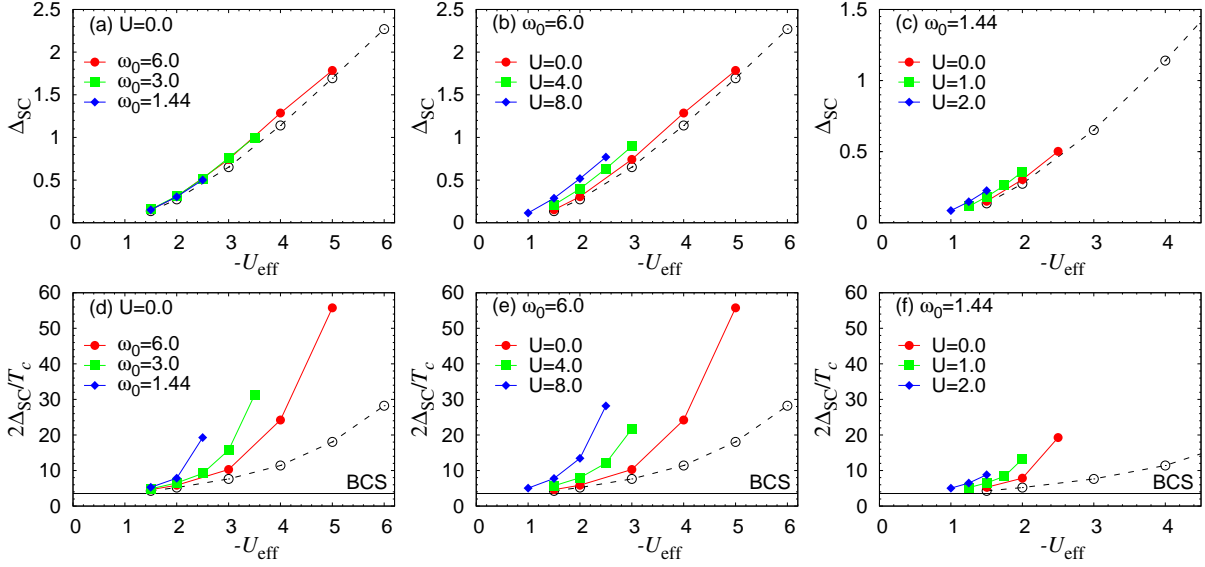 (a) U=0.0
ω0=6.0
ω0=3.0
ω0=1.44
ΔSC
0
0.5
1
1.5
2
2.5
0 1 2 3 4 5 6
-Ueff
(b) ω0=6.0
U=0.0
U=4.0
U=8.0
ΔSC
0
0.5
1
1.5
2
2.5
0 1 2 3 4 5 6
-Ueff
(c) ω0=1.44
U=0.0
U=1.0
U=2.0
ΔSC
0
0.5
1
1.5
0 1 2 3 4
-Ueff
(d) U=0.0
ω0=6.0
ω0=3.0
ω0=1.44
BCS
2ΔSC/Tc
0
10
20
30
40
50
60
0 1 2 3 4 5 6
-Ueff
(e) ω0=6.0
U=0.0
U=4.0
U=8.0
BCS
2ΔSC/Tc
0
10
20
30
40
50
60
0 1 2 3 4 5 6
-Ueff
(f) ω0=1.44
U=0.0
U=1.0
U=2.0
BCS
2ΔSC/Tc
0
10
20
30
40
50
60
0 1 2 3 4
-Ueff